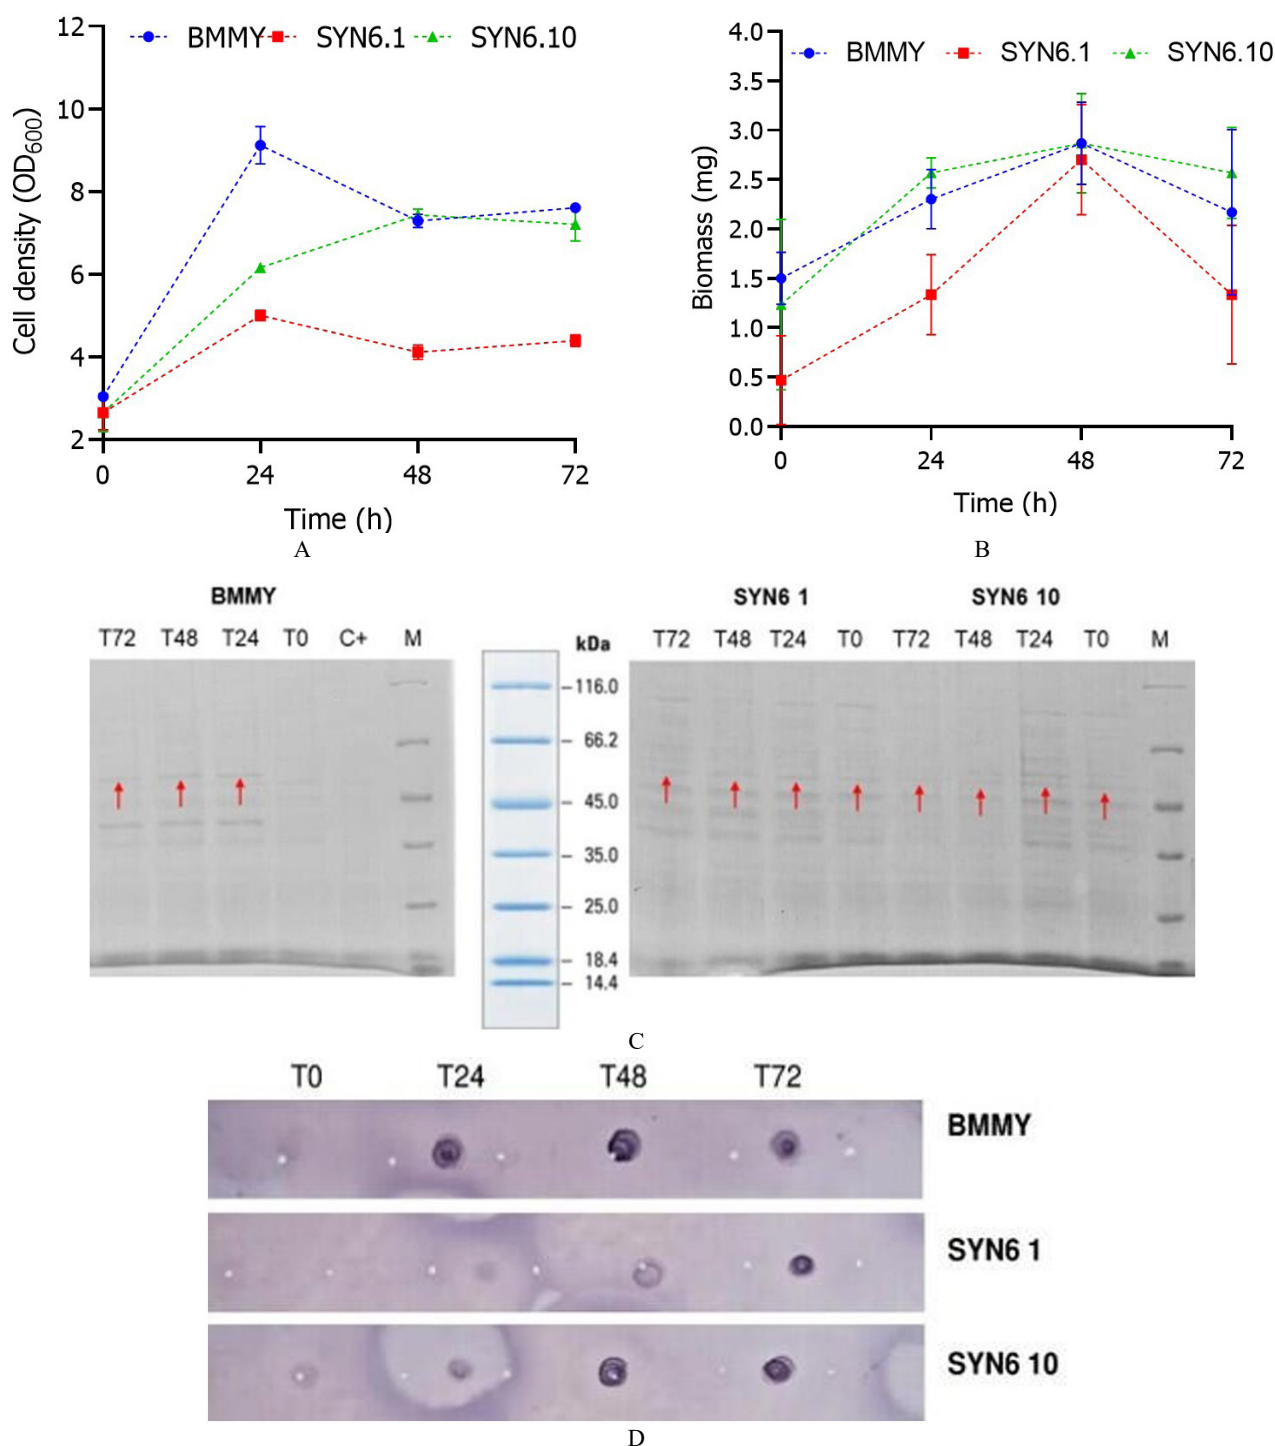 BMMY SYN6.1 SYN6.10
Cell density (OD600)
12
10
8
6
4
2
0 24 48 72
Time (h)
A
BMMY SYN6.1 SYN6.10
Biomass (mg)
4.0
3.5
3.0
2.5
2.0
1.5
1.0
0.5
0.0
0 24 48 72
Time (h)
B
BMMY
T72 T48 T24 T0 C+ M
kDa
116.0
66.2
45.0
35.0
25.0
18.4
14.4
SYN6 1 SYN6 10
T72 T48 T24 T0 T72 T48 T24 T0 M
C
T0 T24 T48 T72
BMMY
SYN6 1
SYN6 10
D